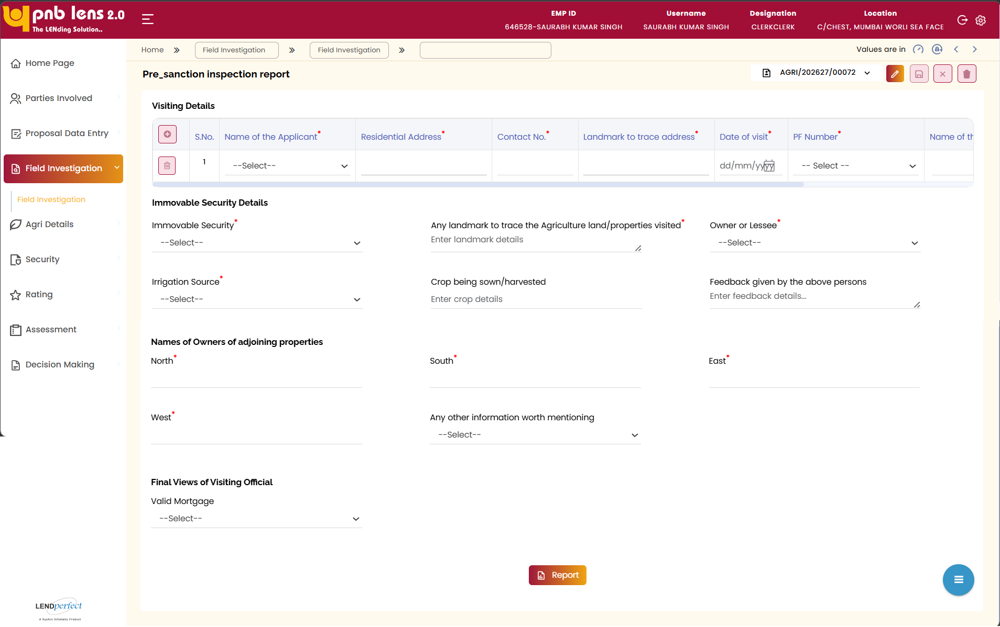 pnb lens 2.0
The LENding Solution..
EMP ID
646528-SAURABH KUMAR SINGH
Username
SAURABH KUMAR SINGH
Designation
CLERKCLERK
Location
C/CHEST, MUMBAI WORLI SEA FACE
Home
Field Investigation
Field Investigation
Values are in
Home Page
Parties Involved
Proposal Data Entry
Field Investigation
Field Investigation
Agri Details
Security
Rating
Assessment
Decision Making
LENDperfect
A SysArc Infomatix Product
Pre_sanction inspection report
AGRI/202627/00072
Visiting Details
S.No. Name of the Applicant* Residential Address* Contact No.* Landmark to trace address* Date of visit* PF Number* Name of th
1 --Select-- dd/mm/yyyy -- Select --
Immovable Security Details
Immovable Security* Any landmark to trace the Agriculture land/properties visited* Owner or Lessee*
--Select-- Enter landmark details --Select--
Irrigation Source* Crop being sown/harvested Feedback given by the above persons
--Select-- Enter crop details Enter feedback details...
Names of Owners of adjoining properties
North* South* East*
West* Any other information worth mentioning
--Select--
Final Views of Visiting Official
Valid Mortgage
--Select--
Report